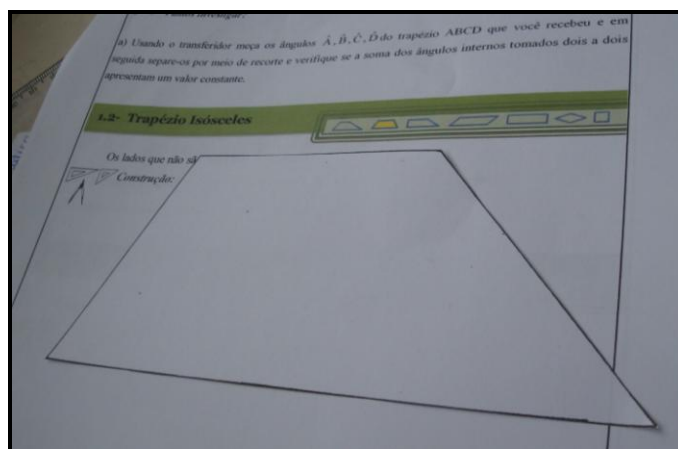 a) Usando o transferidor meça os ângulos Â, B̂, Ĉ, D̂ do trapézio ABCD que você recebeu e em
seguida separe-os por meio de recorte e verifique se a soma dos ângulos internos tomados dois a dois
apresentam um valor constante.
1.2- Trapézio Isósceles
Os lados que não sã
Construção: